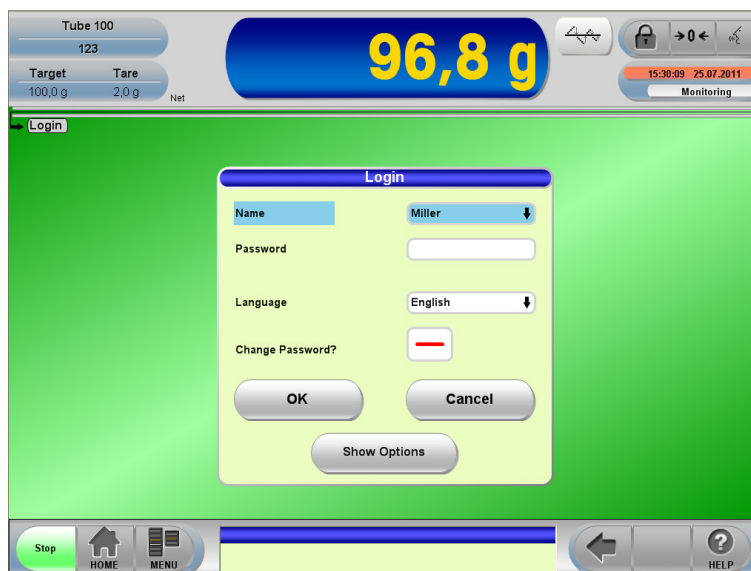 Tube 100
123
Target Tare
100,0 g 2,0 g
Net
96,8 g
→0←
15:30:09 25.07.2011
Monitoring
Login
Login
Name Miller
Password
Language English
Change Password?
OK Cancel
Show Options
Stop
HOME
MENU
?
HELP